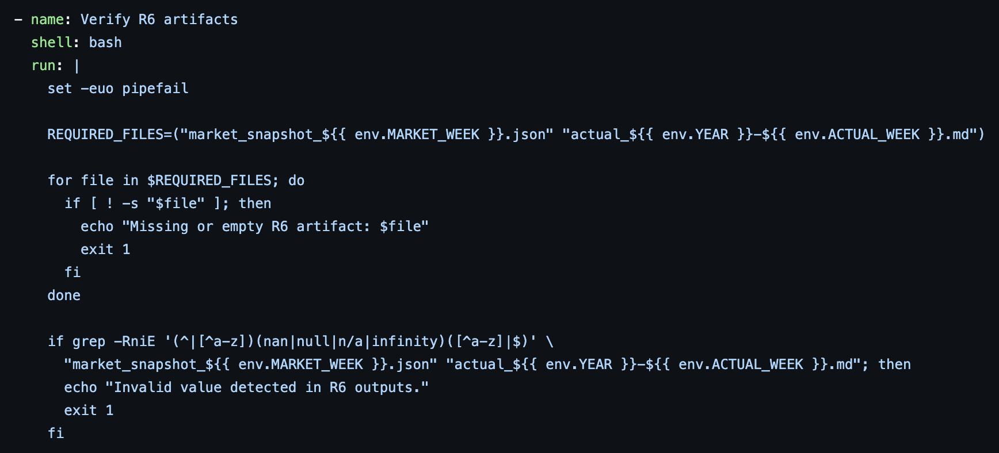 - name: Verify R6 artifacts
  shell: bash
  run: |
    set -euo pipefail

    REQUIRED_FILES=("market_snapshot_${{ env.MARKET_WEEK }}.json" "actual_${{ env.YEAR }}-${{ env.ACTUAL_WEEK }}.md")

    for file in $REQUIRED_FILES; do
      if [ ! -s "$file" ]; then
        echo "Missing or empty R6 artifact: $file"
        exit 1
      fi
    done

    if grep -RniE '(^|[^a-z])(nan|null|n/a|infinity)([^a-z]|$)' \
      "market_snapshot_${{ env.MARKET_WEEK }}.json" "actual_${{ env.YEAR }}-${{ env.ACTUAL_WEEK }}.md"; then
      echo "Invalid value detected in R6 outputs."
      exit 1
    fi